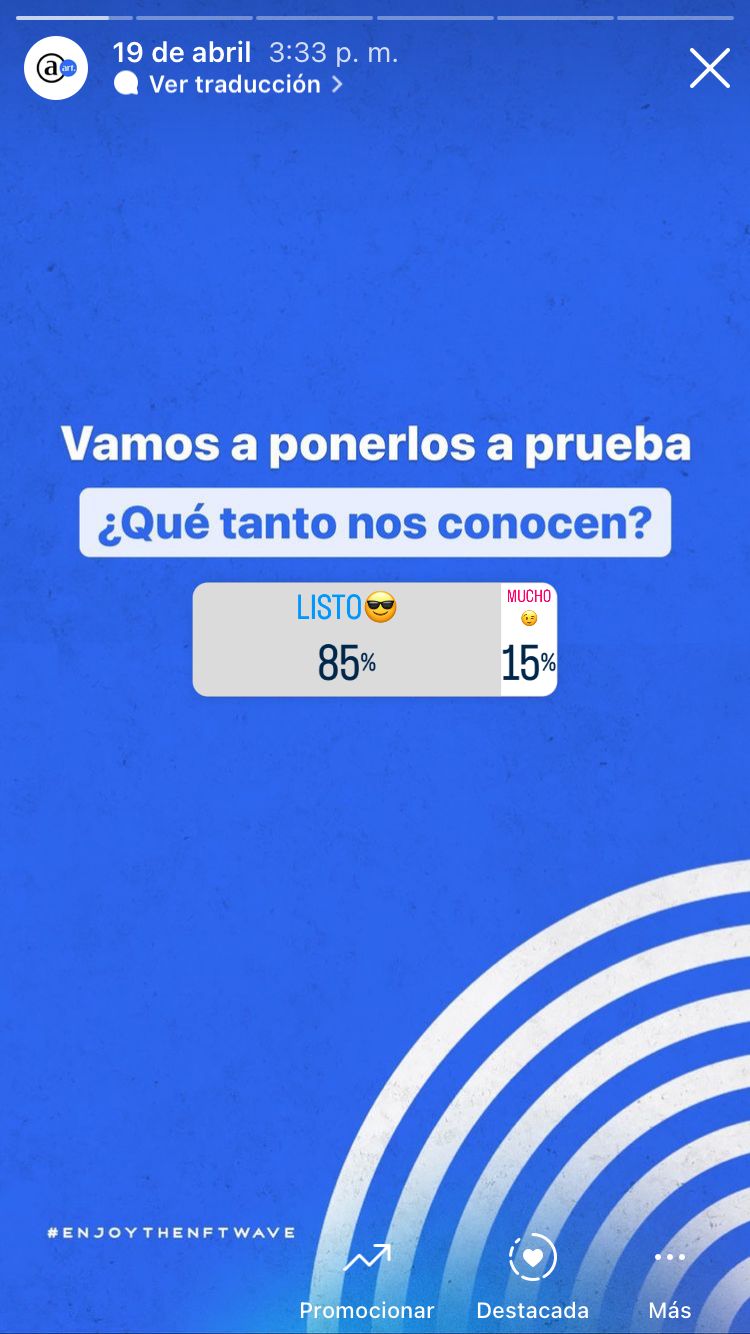 19 de abril 3:33 p. m.
@art.
Ver traducción
Vamos a ponerlos a prueba
¿Qué tanto nos conocen?
LISTO😎
MUCHO
😉
85%
15%
#ENJOYTHENFTWAVE
Promocionar
Destacada
Más